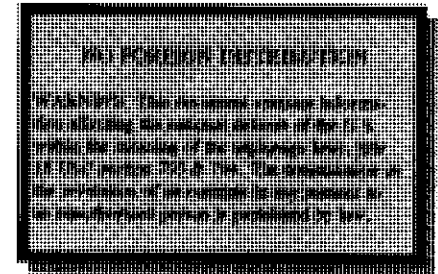 WARNING: This document contains informa-
tion affecting the national defense of the U.S.
within the meaning of the espionage laws, Title
18 USC, section 793 & 794. The transmission or
the revelation of its contents in any manner to
an unauthorized person is prohibited by law.